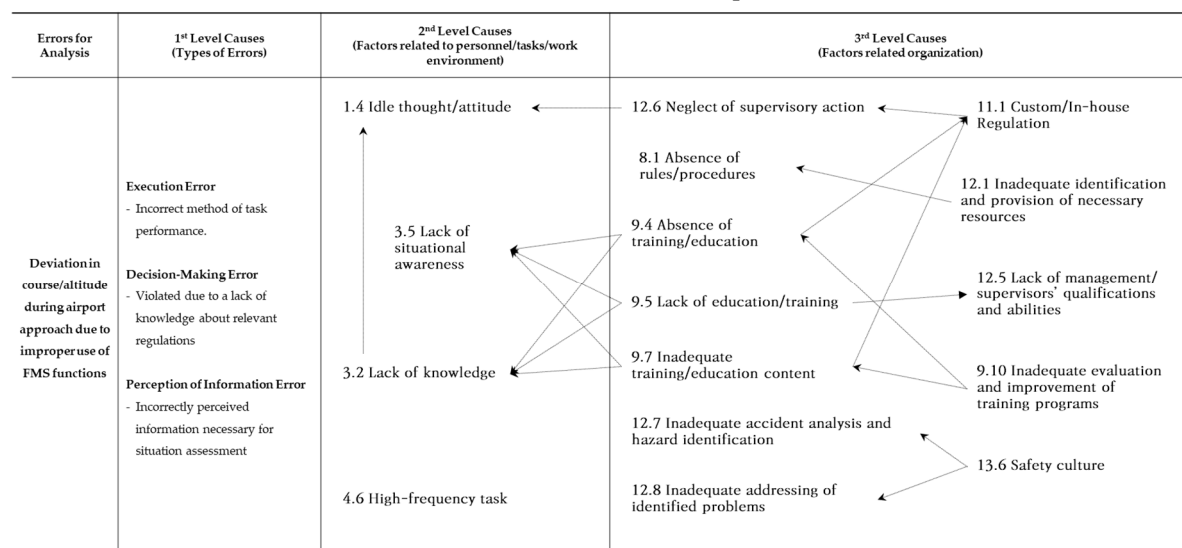 Errors for
Analysis
1st Level Causes
(Types of Errors)
2nd Level Causes
(Factors related to personnel/tasks/work
environment)
3rd Level Causes
(Factors related organization)
Deviation in
course/altitude
during airport
approach due to
improper use of
FMS functions
Execution Error
- Incorrect method of task
performance.
Decision-Making Error
- Violated due to a lack of
knowledge about relevant
regulations
Perception of Information Error
- Incorrectly perceived
information necessary for
situation assessment
1.4 Idle thought/attitude
3.5 Lack of
situational
awareness
3.2 Lack of knowledge
4.6 High-frequency task
12.6 Neglect of supervisory action
8.1 Absence of
rules/procedures
9.4 Absence of
training/education
9.5 Lack of education/training
9.7 Inadequate
training/education content
12.7 Inadequate accident analysis and
hazard identification
12.8 Inadequate addressing of
identified problems
11.1 Custom/In-house
Regulation
12.1 Inadequate identification
and provision of necessary
resources
12.5 Lack of management/
supervisors' qualifications
and abilities
9.10 Inadequate evaluation
and improvement of
training programs
13.6 Safety culture